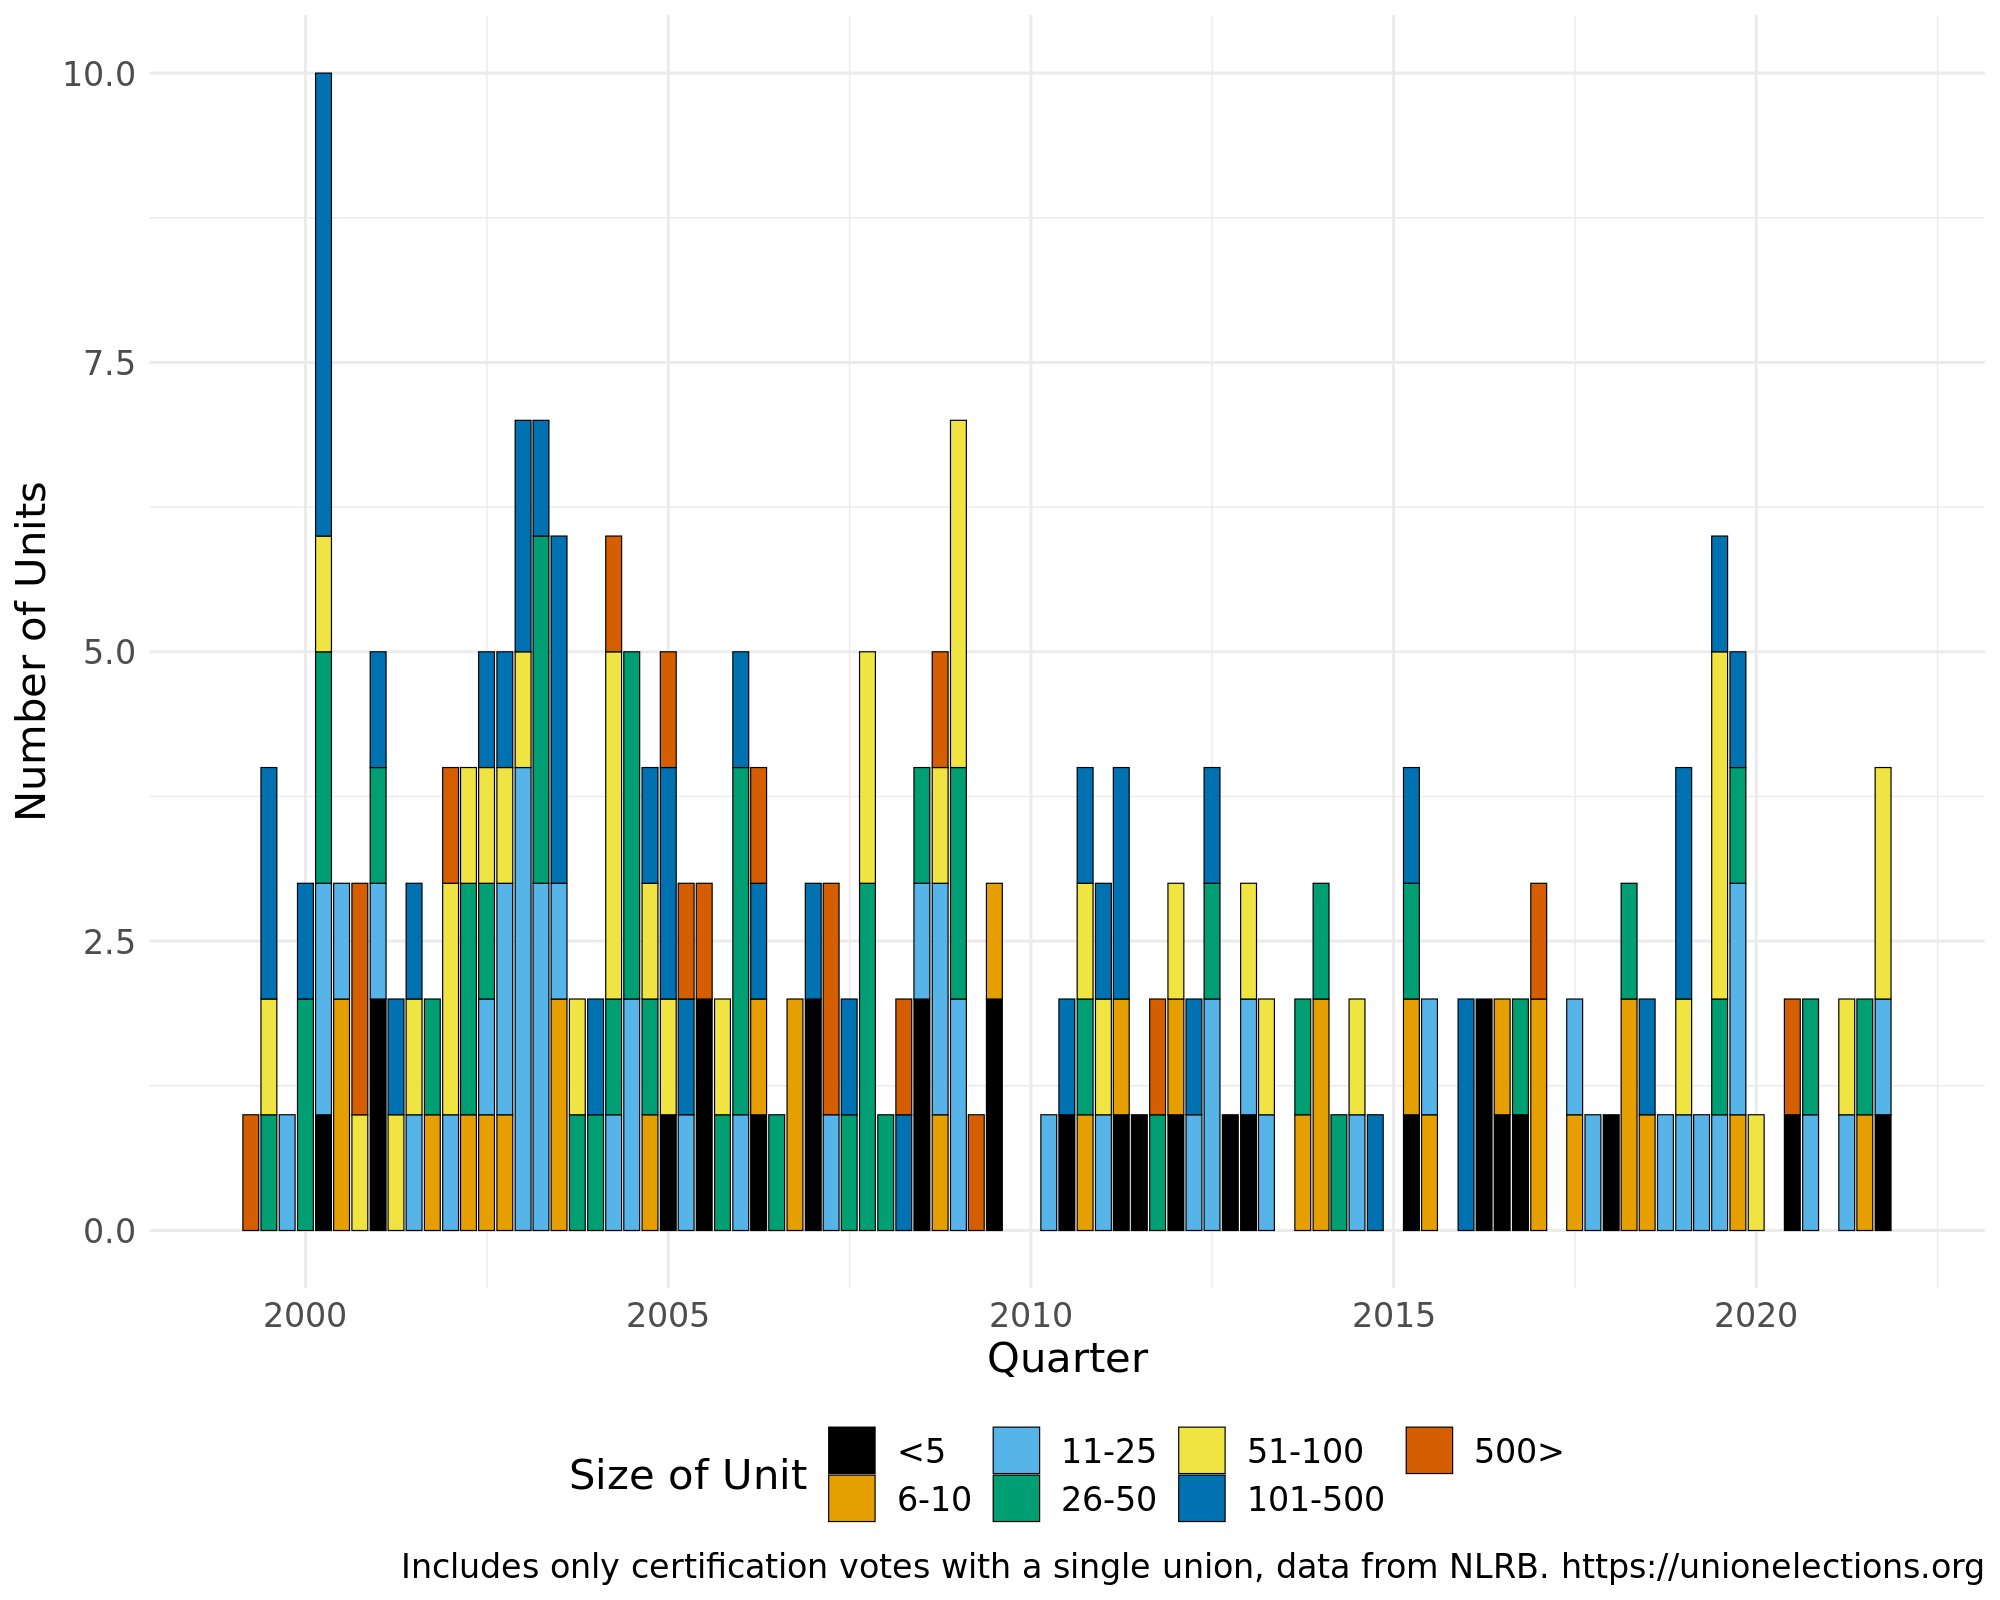 10.0
7.5
5.0
2.5
0.0
Number of Units
2000 2005 2010 2015 2020
Quarter
Size of Unit
<5 11-25 51-100 500>
6-10 26-50 101-500
Includes only certification votes with a single union, data from NLRB. https://unionelections.org